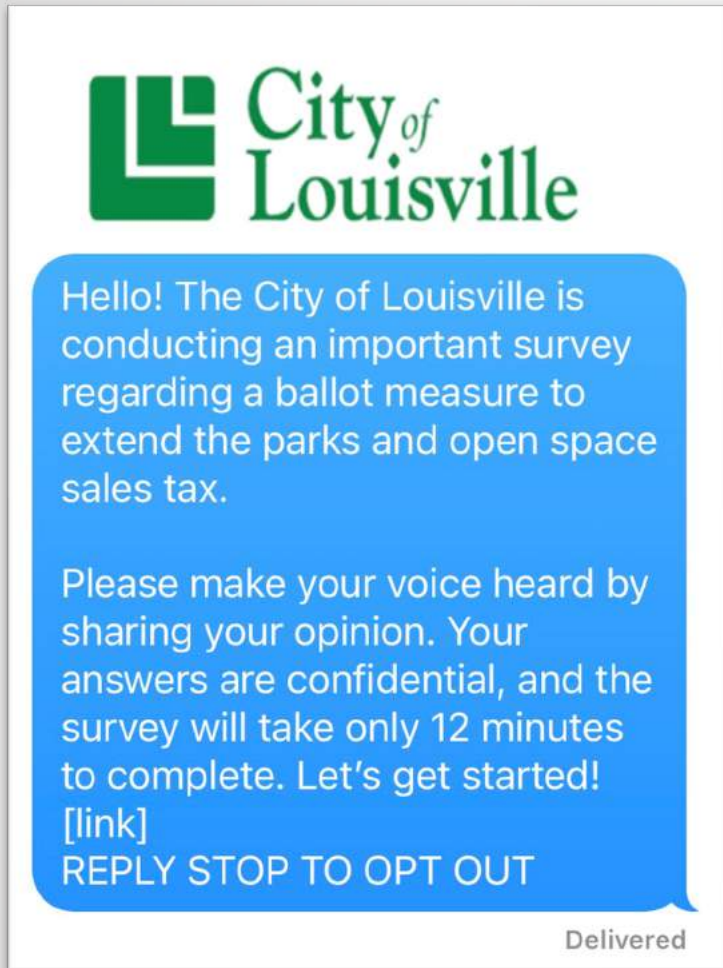 City of
Louisville
Hello! The City of Louisville is
conducting an important survey
regarding a ballot measure to
extend the parks and open space
sales tax.
Please make your voice heard by
sharing your opinion. Your
answers are confidential, and the
survey will take only 12 minutes
to complete. Let’s get started!
[link]
REPLY STOP TO OPT OUT
Delivered